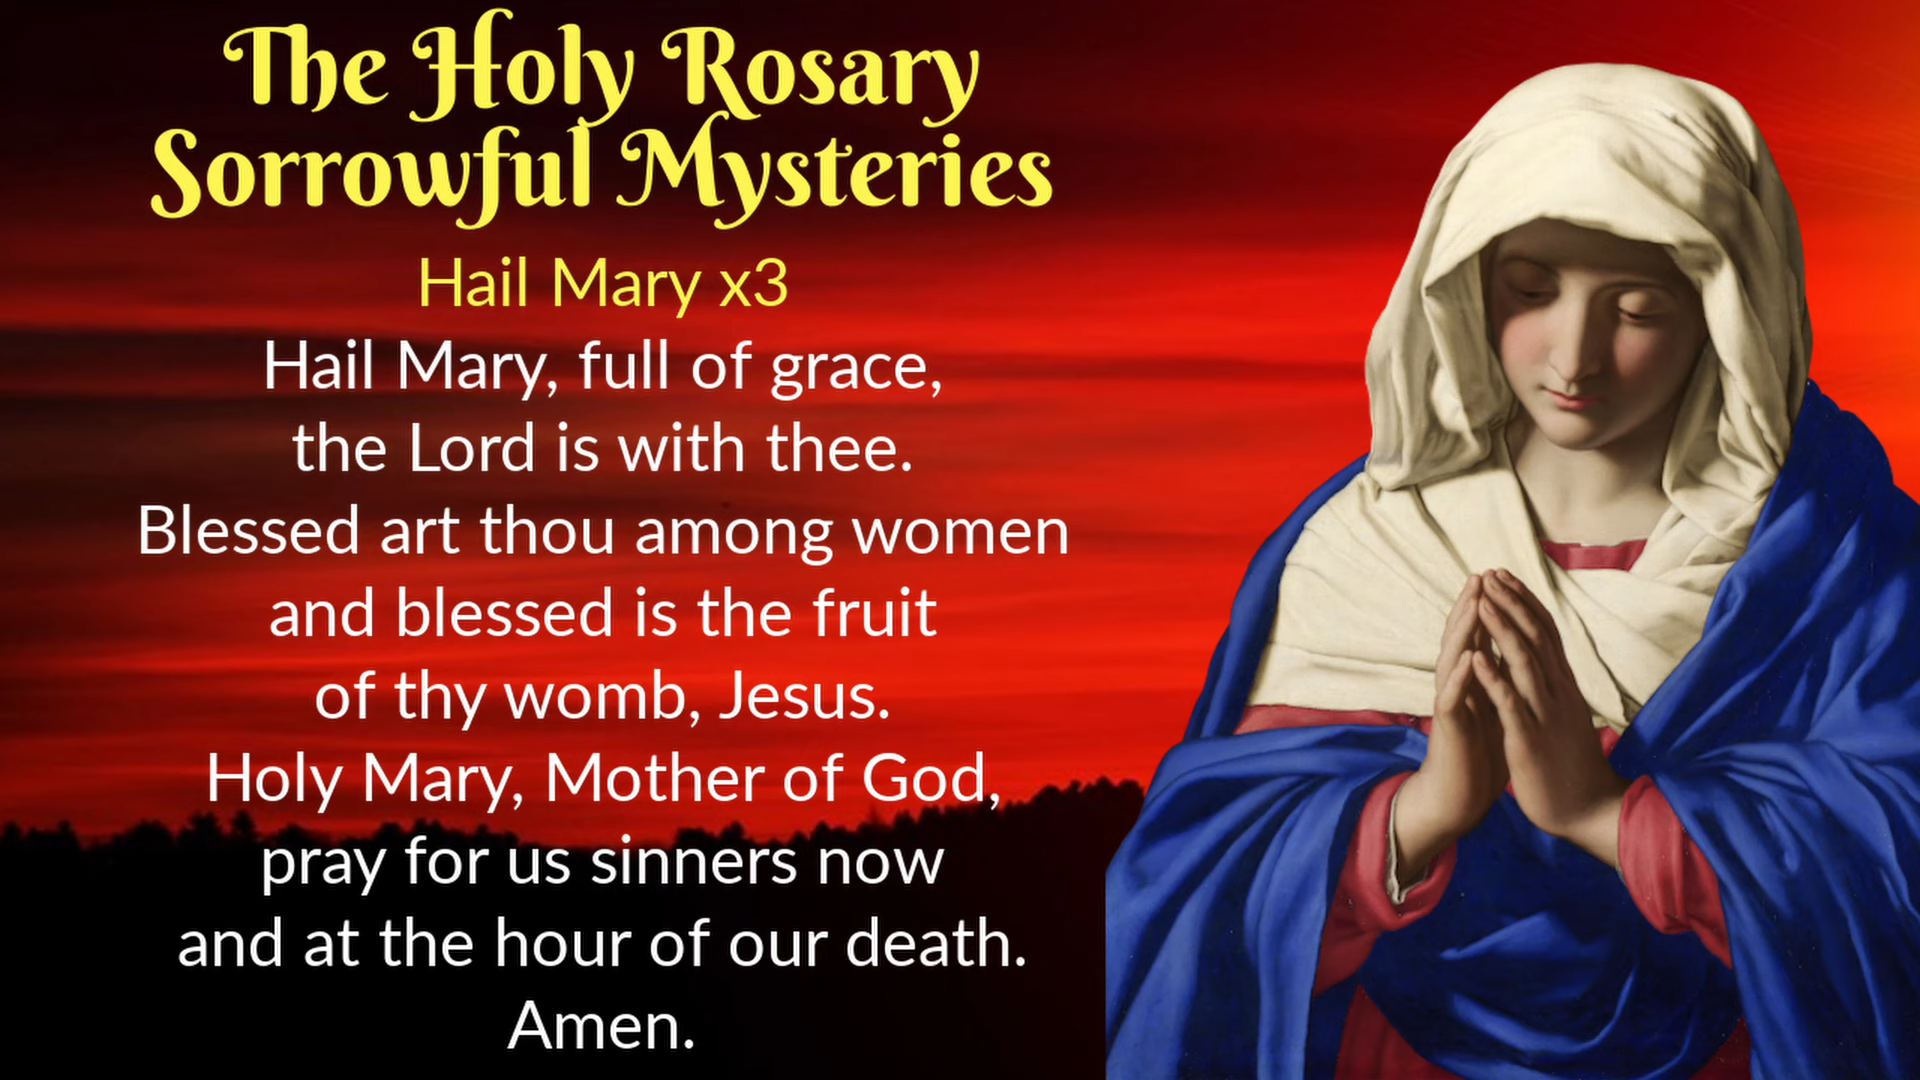 The Holy Rosary
Sorrowful Mysteries
Hail Mary x3
Hail Mary, full of grace,
the Lord is with thee.
Blessed art thou among women
and blessed is the fruit
of thy womb, Jesus.
Holy Mary, Mother of God,
pray for us sinners now
and at the hour of our death.
Amen.